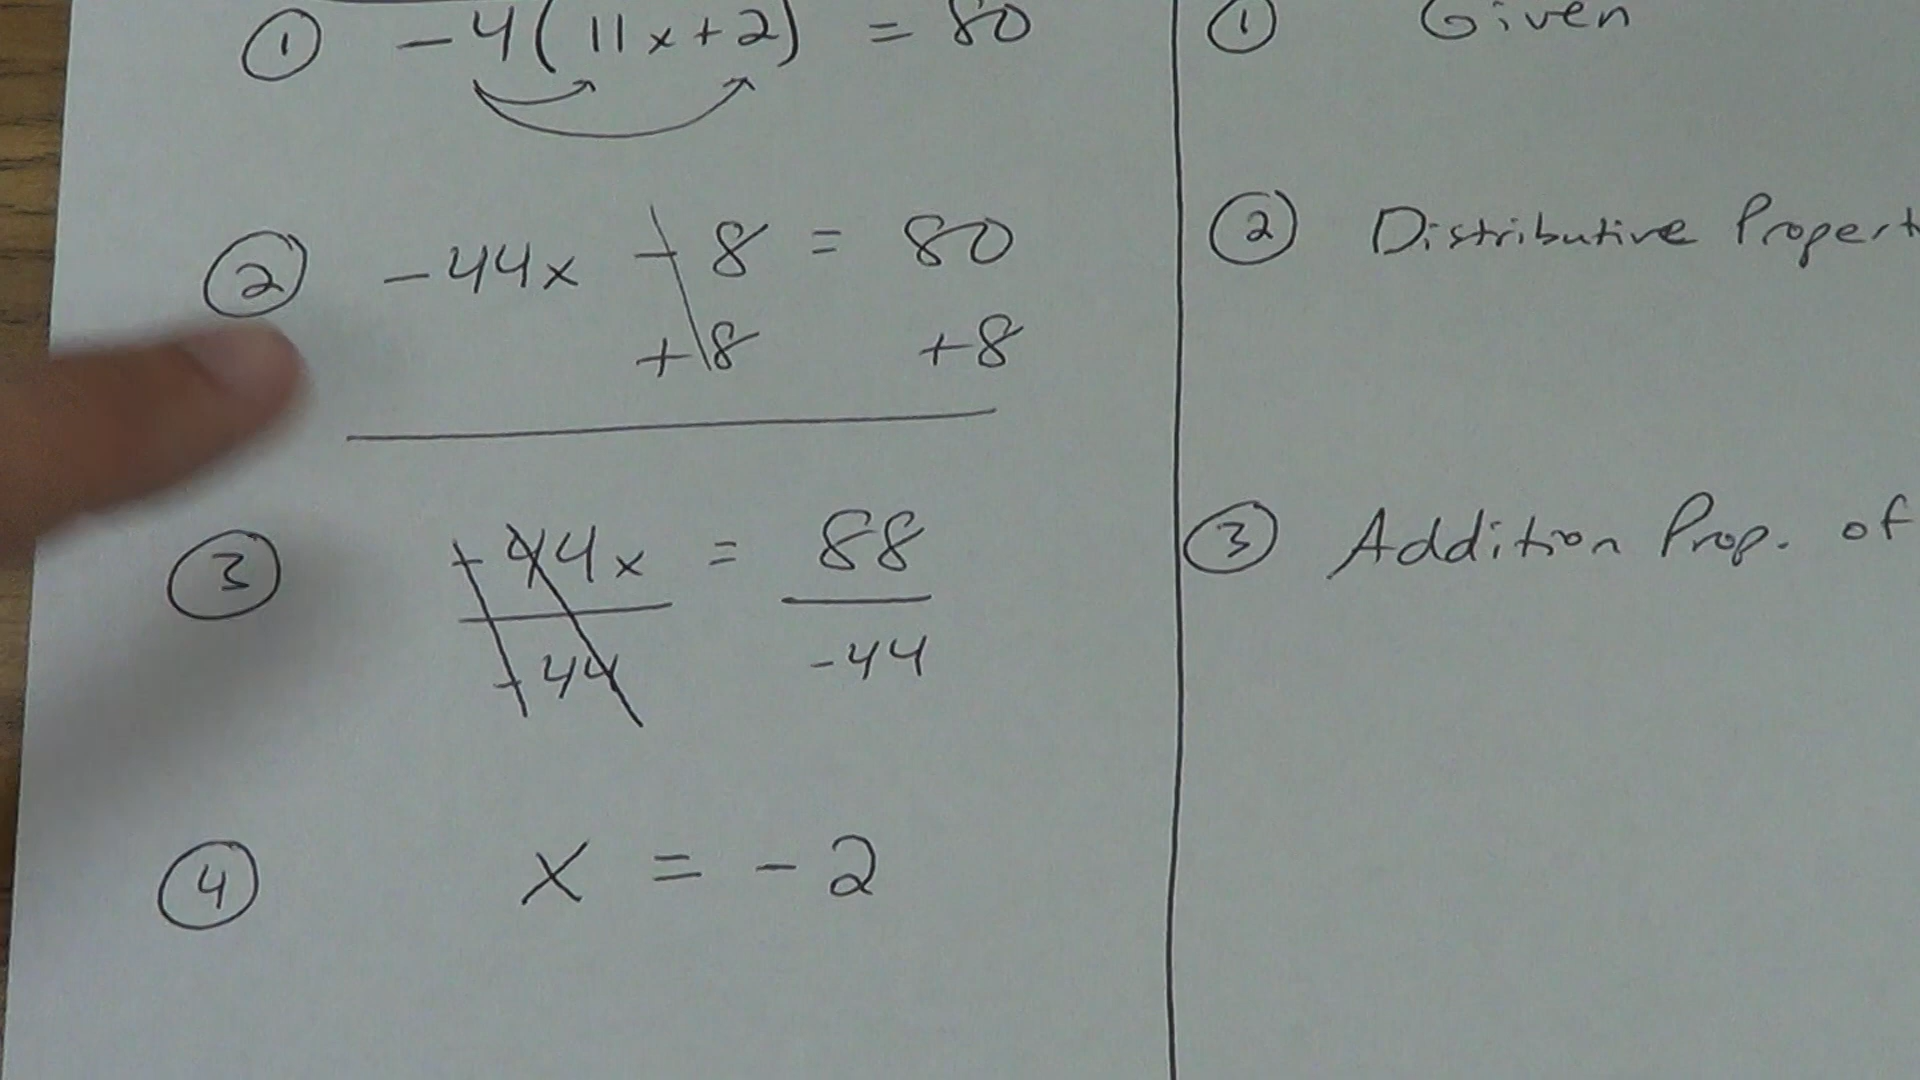 ① -4(11x+2) = 80 ① Given
② -44x - 8 = 80 ② Distributive Propert
+8 +8
③ -44x = 88 ③ Addition Prop. of
-44 -44
④ x = -2